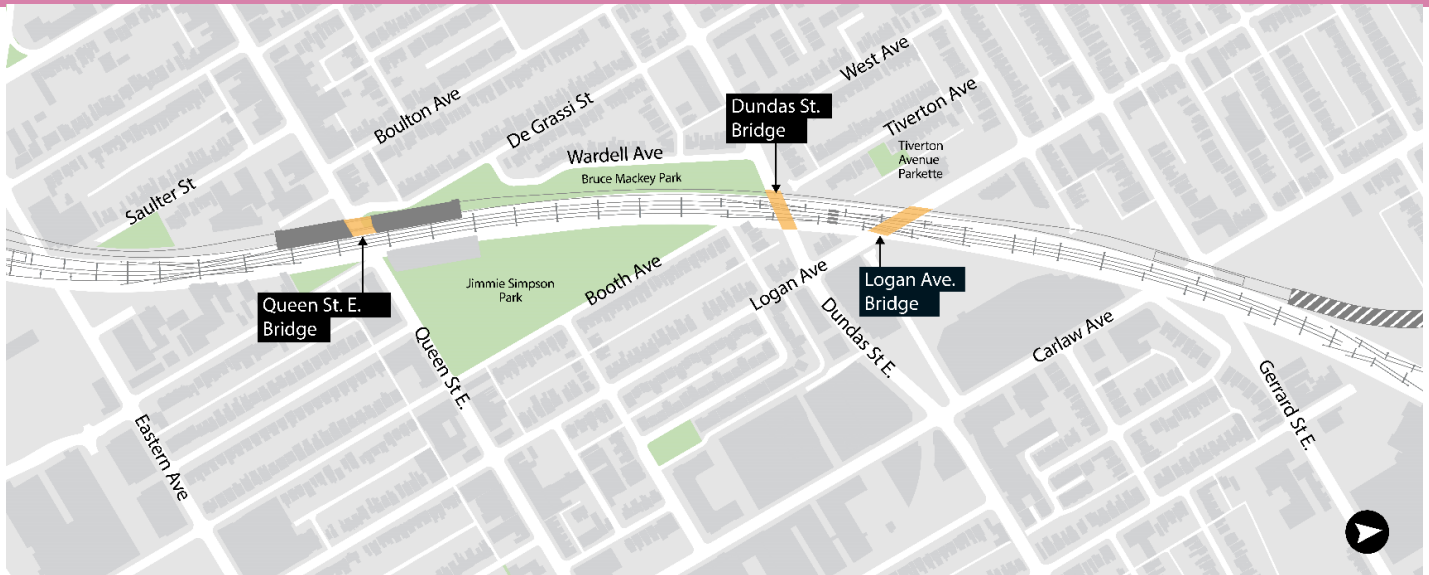 West Ave
Boulton Ave
Tiverton Ave
De Grassi St
Dundas St.
Bridge
Wardell Ave
Tiverton
Avenue
Parkette
Bruce Mackey Park
Saulter St
Jimmie Simpson
Park
Booth Ave
Logan Ave
Logan Ave.
Bridge
Queen St. E.
Bridge
Dundas St E.
Carlaw Ave
Queen St E.
Gerrard St E.
Eastern Ave